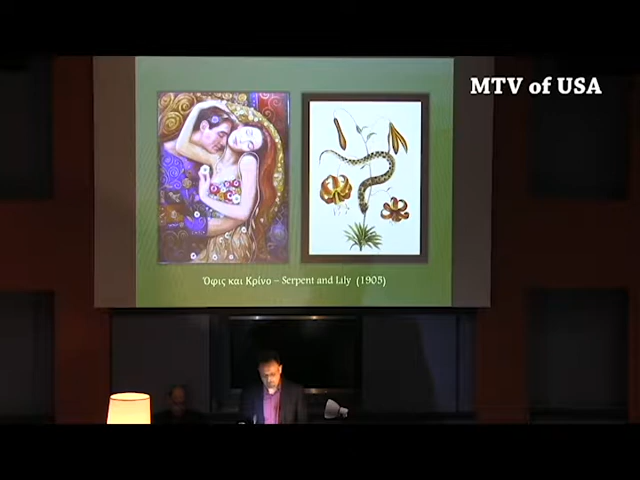 MTV of USA
Όφις και Κρίνο – Serpent and Lily (1905)